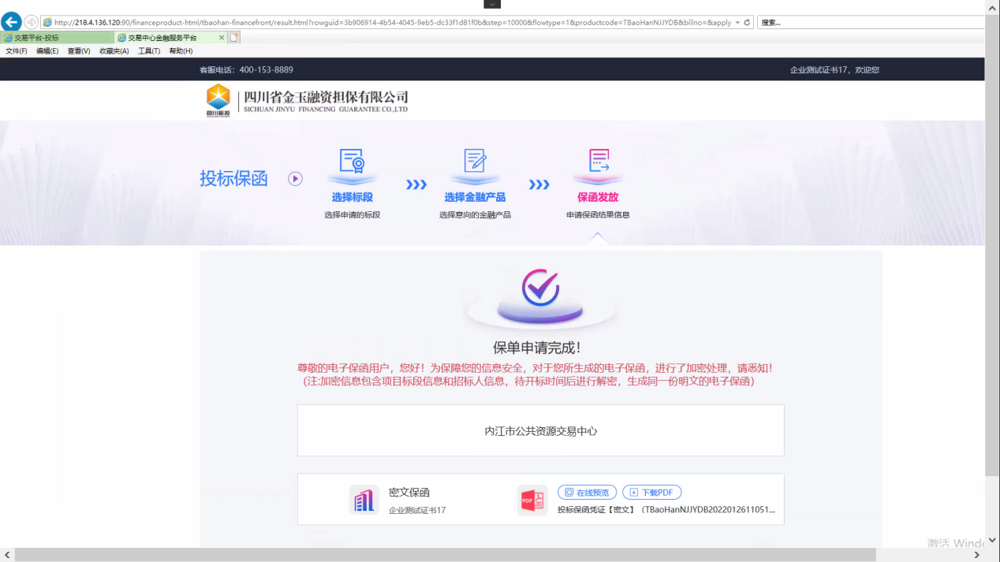 http://218.4.136.120:90/financeproduct-html/tbaohan-financefront/result.html?rowguid=3b906914-4b54-4045-9eb5-dc33f1d81f0b&step=10000&flowtype=1&productcode=TBaoHanNJJYDB&billno=&apply
搜索...
交易平台-投标
交易中心金融服务平台
文件(F) 编辑(E) 查看(V) 收藏夹(A) 工具(T) 帮助(H)
客服电话：400-153-8889
企业测试证书17，欢迎您
四川能投
四川省金玉融资担保有限公司
SICHUAN JINYU FINANCING GUARANTEE CO.,LTD
投标保函
选择标段
选择申请的标段
选择金融产品
选择意向的金融产品
保函发放
申请保函结果信息
保单申请完成！
尊敬的电子保函用户，您好！为保障您的信息安全，对于您所生成的电子保函，进行了加密处理，请悉知！
（注:加密信息包含项目标段信息和招标人信息，待开标时间后进行解密，生成同一份明文的电子保函）
内江市公共资源交易中心
密文保函
企业测试证书17
PDF
在线预览
下载PDF
投标保函凭证【密文】（TBaoHanNJJYDB2022012611051...
激活 Windo